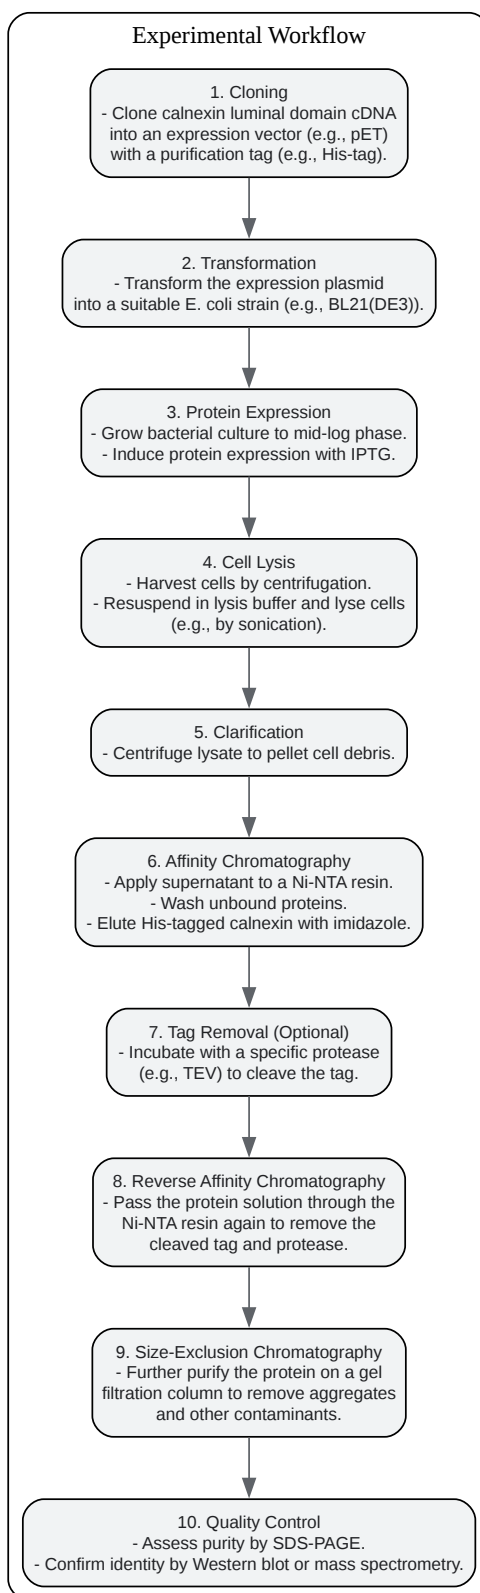 Experimental Workflow
1. Cloning
- Clone calnexin luminal domain cDNA
into an expression vector (e.g., pET)
with a purification tag (e.g., His-tag).
2. Transformation
- Transform the expression plasmid
into a suitable E. coli strain (e.g., BL21(DE3)).
3. Protein Expression
- Grow bacterial culture to mid-log phase.
- Induce protein expression with IPTG.
4. Cell Lysis
- Harvest cells by centrifugation.
- Resuspend in lysis buffer and lyse cells
(e.g., by sonication).
5. Clarification
- Centrifuge lysate to pellet cell debris.
6. Affinity Chromatography
- Apply supernatant to a Ni-NTA resin.
- Wash unbound proteins.
- Elute His-tagged calnexin with imidazole.
7. Tag Removal (Optional)
- Incubate with a specific protease
(e.g., TEV) to cleave the tag.
8. Reverse Affinity Chromatography
- Pass the protein solution through the
Ni-NTA resin again to remove the
cleaved tag and protease.
9. Size-Exclusion Chromatography
- Further purify the protein on a gel
filtration column to remove aggregates
and other contaminants.
10. Quality Control
- Assess purity by SDS-PAGE.
- Confirm identity by Western blot or mass spectrometry.